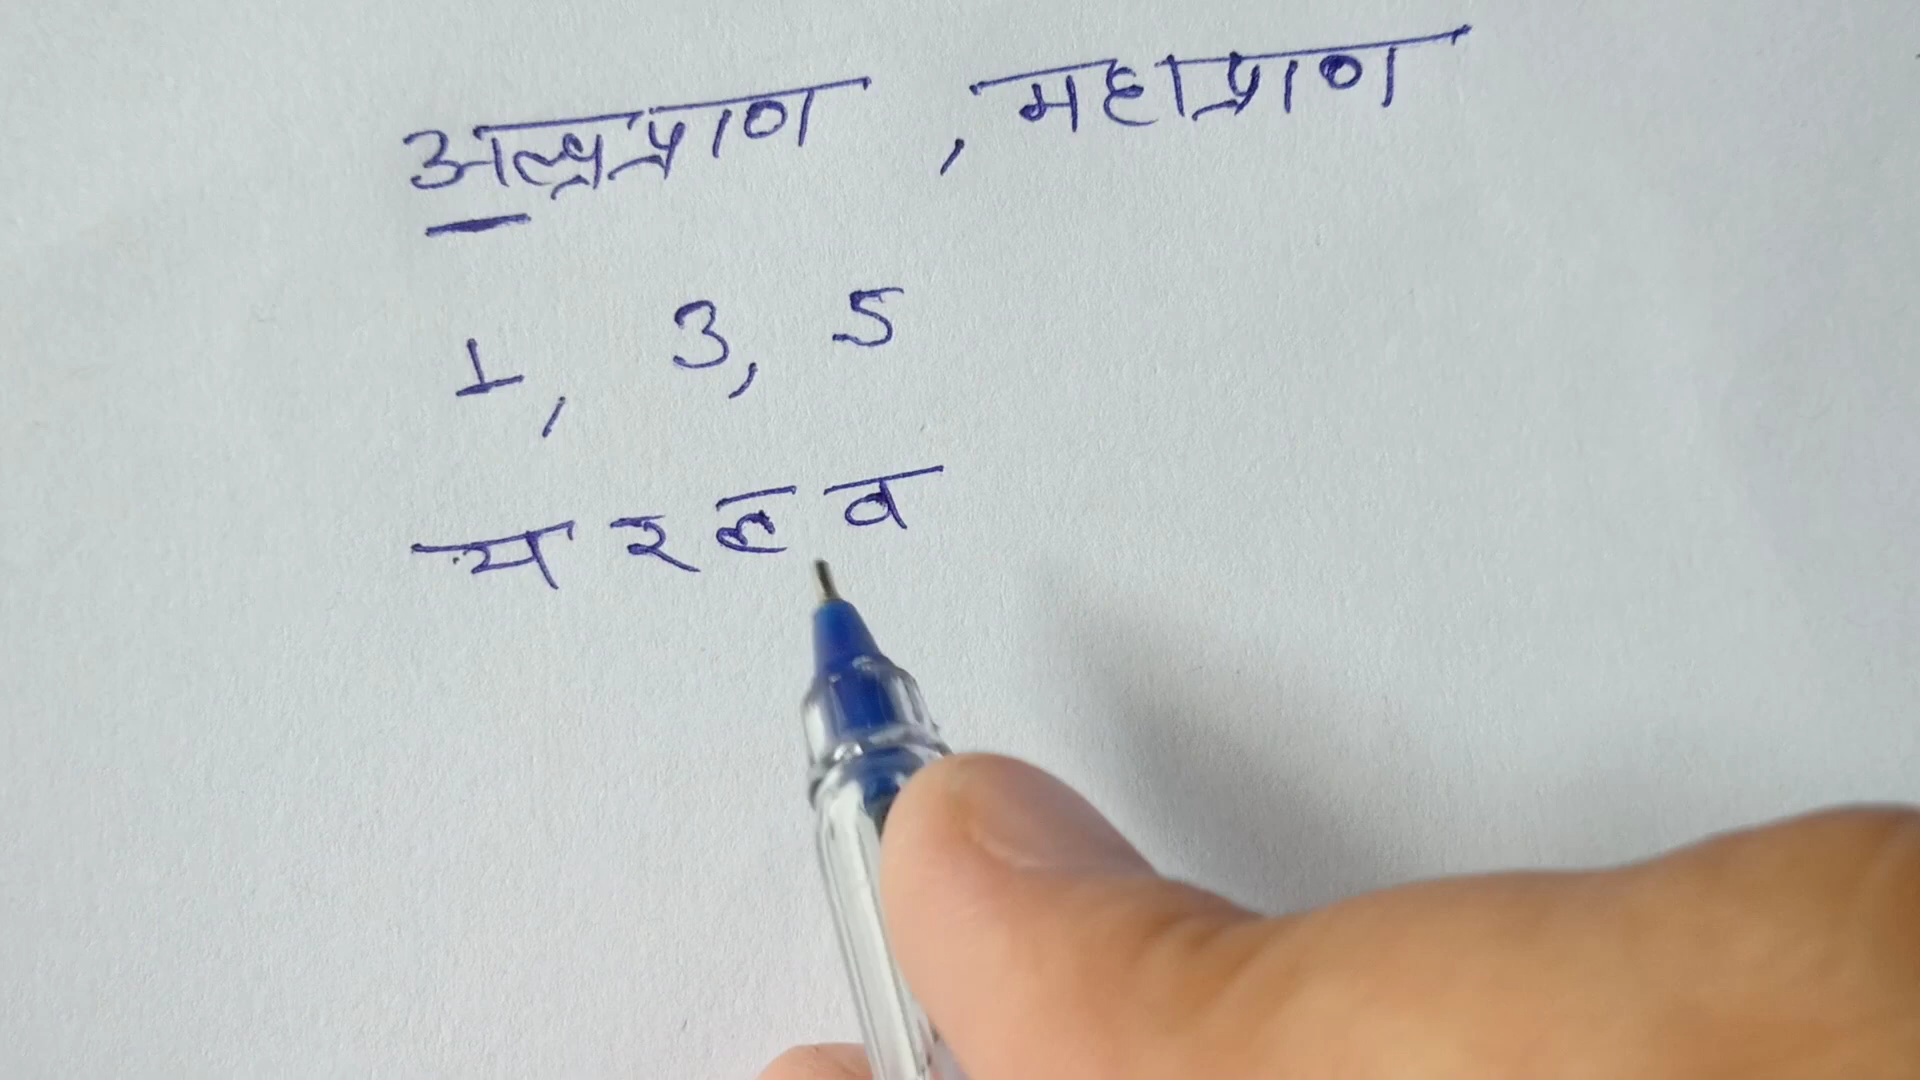 अल्पप्राण , महाप्राण
1, 3, 5
य र ल व